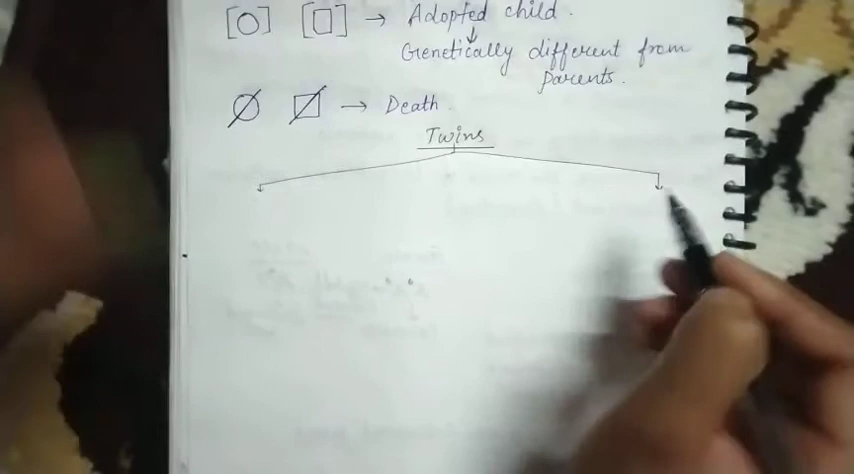 [○] [□] → Adopted child.
↓
Genetically different from
parents.
Ø → Death.
Twins